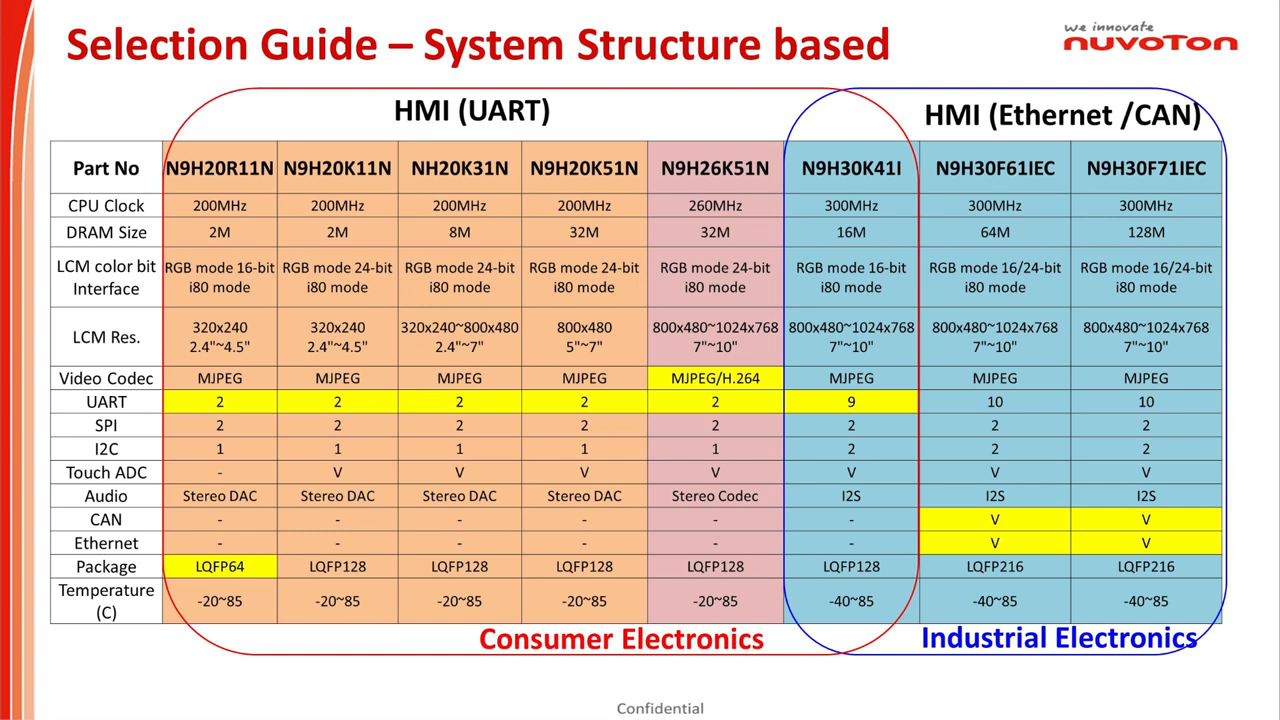 Selection Guide – System Structure based
we innovate
nuvoTon
HMI (UART)
HMI (Ethernet /CAN)
Part No N9H20R11N N9H20K11N NH20K31N N9H20K51N N9H26K51N N9H30K41I N9H30F61IEC N9H30F71IEC
CPU Clock 200MHz 200MHz 200MHz 200MHz 260MHz 300MHz 300MHz 300MHz
DRAM Size 2M 2M 8M 32M 32M 16M 64M 128M
LCM color bit RGB mode 16-bit RGB mode 24-bit RGB mode 24-bit RGB mode 24-bit RGB mode 24-bit RGB mode 16-bit RGB mode 16/24-bit RGB mode 16/24-bit
Interface i80 mode i80 mode i80 mode i80 mode i80 mode i80 mode i80 mode i80 mode
LCM Res. 320x240 320x240 320x240~800x480 800x480 800x480~1024x768 800x480~1024x768 800x480~1024x768 800x480~1024x768
2.4"~4.5" 2.4"~4.5" 2.4"~7" 5"~7" 7"~10" 7"~10" 7"~10" 7"~10"
Video Codec MJPEG MJPEG MJPEG MJPEG MJPEG/H.264 MJPEG MJPEG MJPEG
UART 2 2 2 2 2 9 10 10
SPI 2 2 2 2 2 2 2 2
I2C 1 1 1 1 1 2 2 2
Touch ADC - V V V V V V V
Audio Stereo DAC Stereo DAC Stereo DAC Stereo DAC Stereo Codec I2S I2S I2S
CAN - - - - - - V V
Ethernet - - - - - - V V
Package LQFP64 LQFP128 LQFP128 LQFP128 LQFP128 LQFP128 LQFP216 LQFP216
Temperature
(C) -20~85 -20~85 -20~85 -20~85 -20~85 -40~85 -40~85 -40~85
Consumer Electronics
Industrial Electronics
Confidential